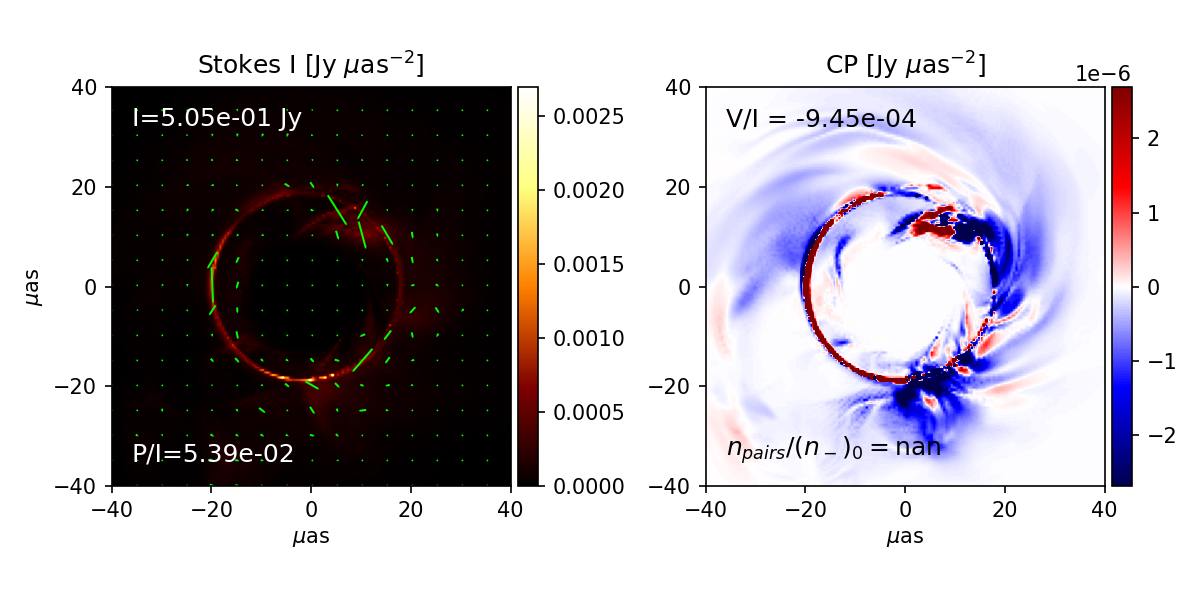 Stokes I [Jy μas⁻²]
I=5.05e-01 Jy
P/I=5.39e-02
40
20
0
−20
−40
μas
−40 −20 0 20 40
μas
0.0025
0.0020
0.0015
0.0010
0.0005
0.0000
CP [Jy μas⁻²]
1e−6
V/I = -9.45e-04
n_pairs/(n_−)_0 = nan
40
20
0
−20
−40
−40 −20 0 20 40
μas
2
1
0
−1
−2